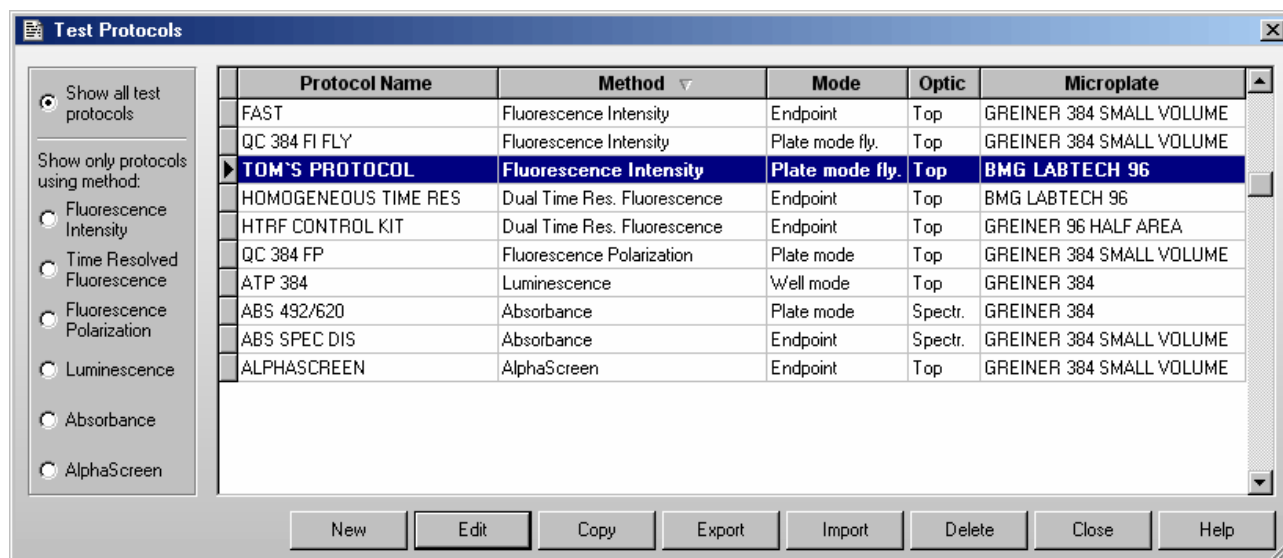 Test Protocols
Show all test
protocols
Show only protocols
using method:
Fluorescence
Intensity
Time Resolved
Fluorescence
Fluorescence
Polarization
Luminescence
Absorbance
AlphaScreen
Protocol Name Method Mode Optic Microplate
FAST Fluorescence Intensity Endpoint Top GREINER 384 SMALL VOLUME
QC 384 FI FLY Fluorescence Intensity Plate mode fly. Top GREINER 384 SMALL VOLUME
TOM`S PROTOCOL Fluorescence Intensity Plate mode fly. Top BMG LABTECH 96
HOMOGENEOUS TIME RES Dual Time Res. Fluorescence Endpoint Top BMG LABTECH 96
HTRF CONTROL KIT Dual Time Res. Fluorescence Endpoint Top GREINER 96 HALF AREA
QC 384 FP Fluorescence Polarization Plate mode Top GREINER 384 SMALL VOLUME
ATP 384 Luminescence Well mode Top GREINER 384
ABS 492/620 Absorbance Plate mode Spectr. GREINER 384
ABS SPEC DIS Absorbance Endpoint Spectr. GREINER 384 SMALL VOLUME
ALPHASCREEN AlphaScreen Endpoint Top GREINER 384 SMALL VOLUME
New Edit Copy Export Import Delete Close Help